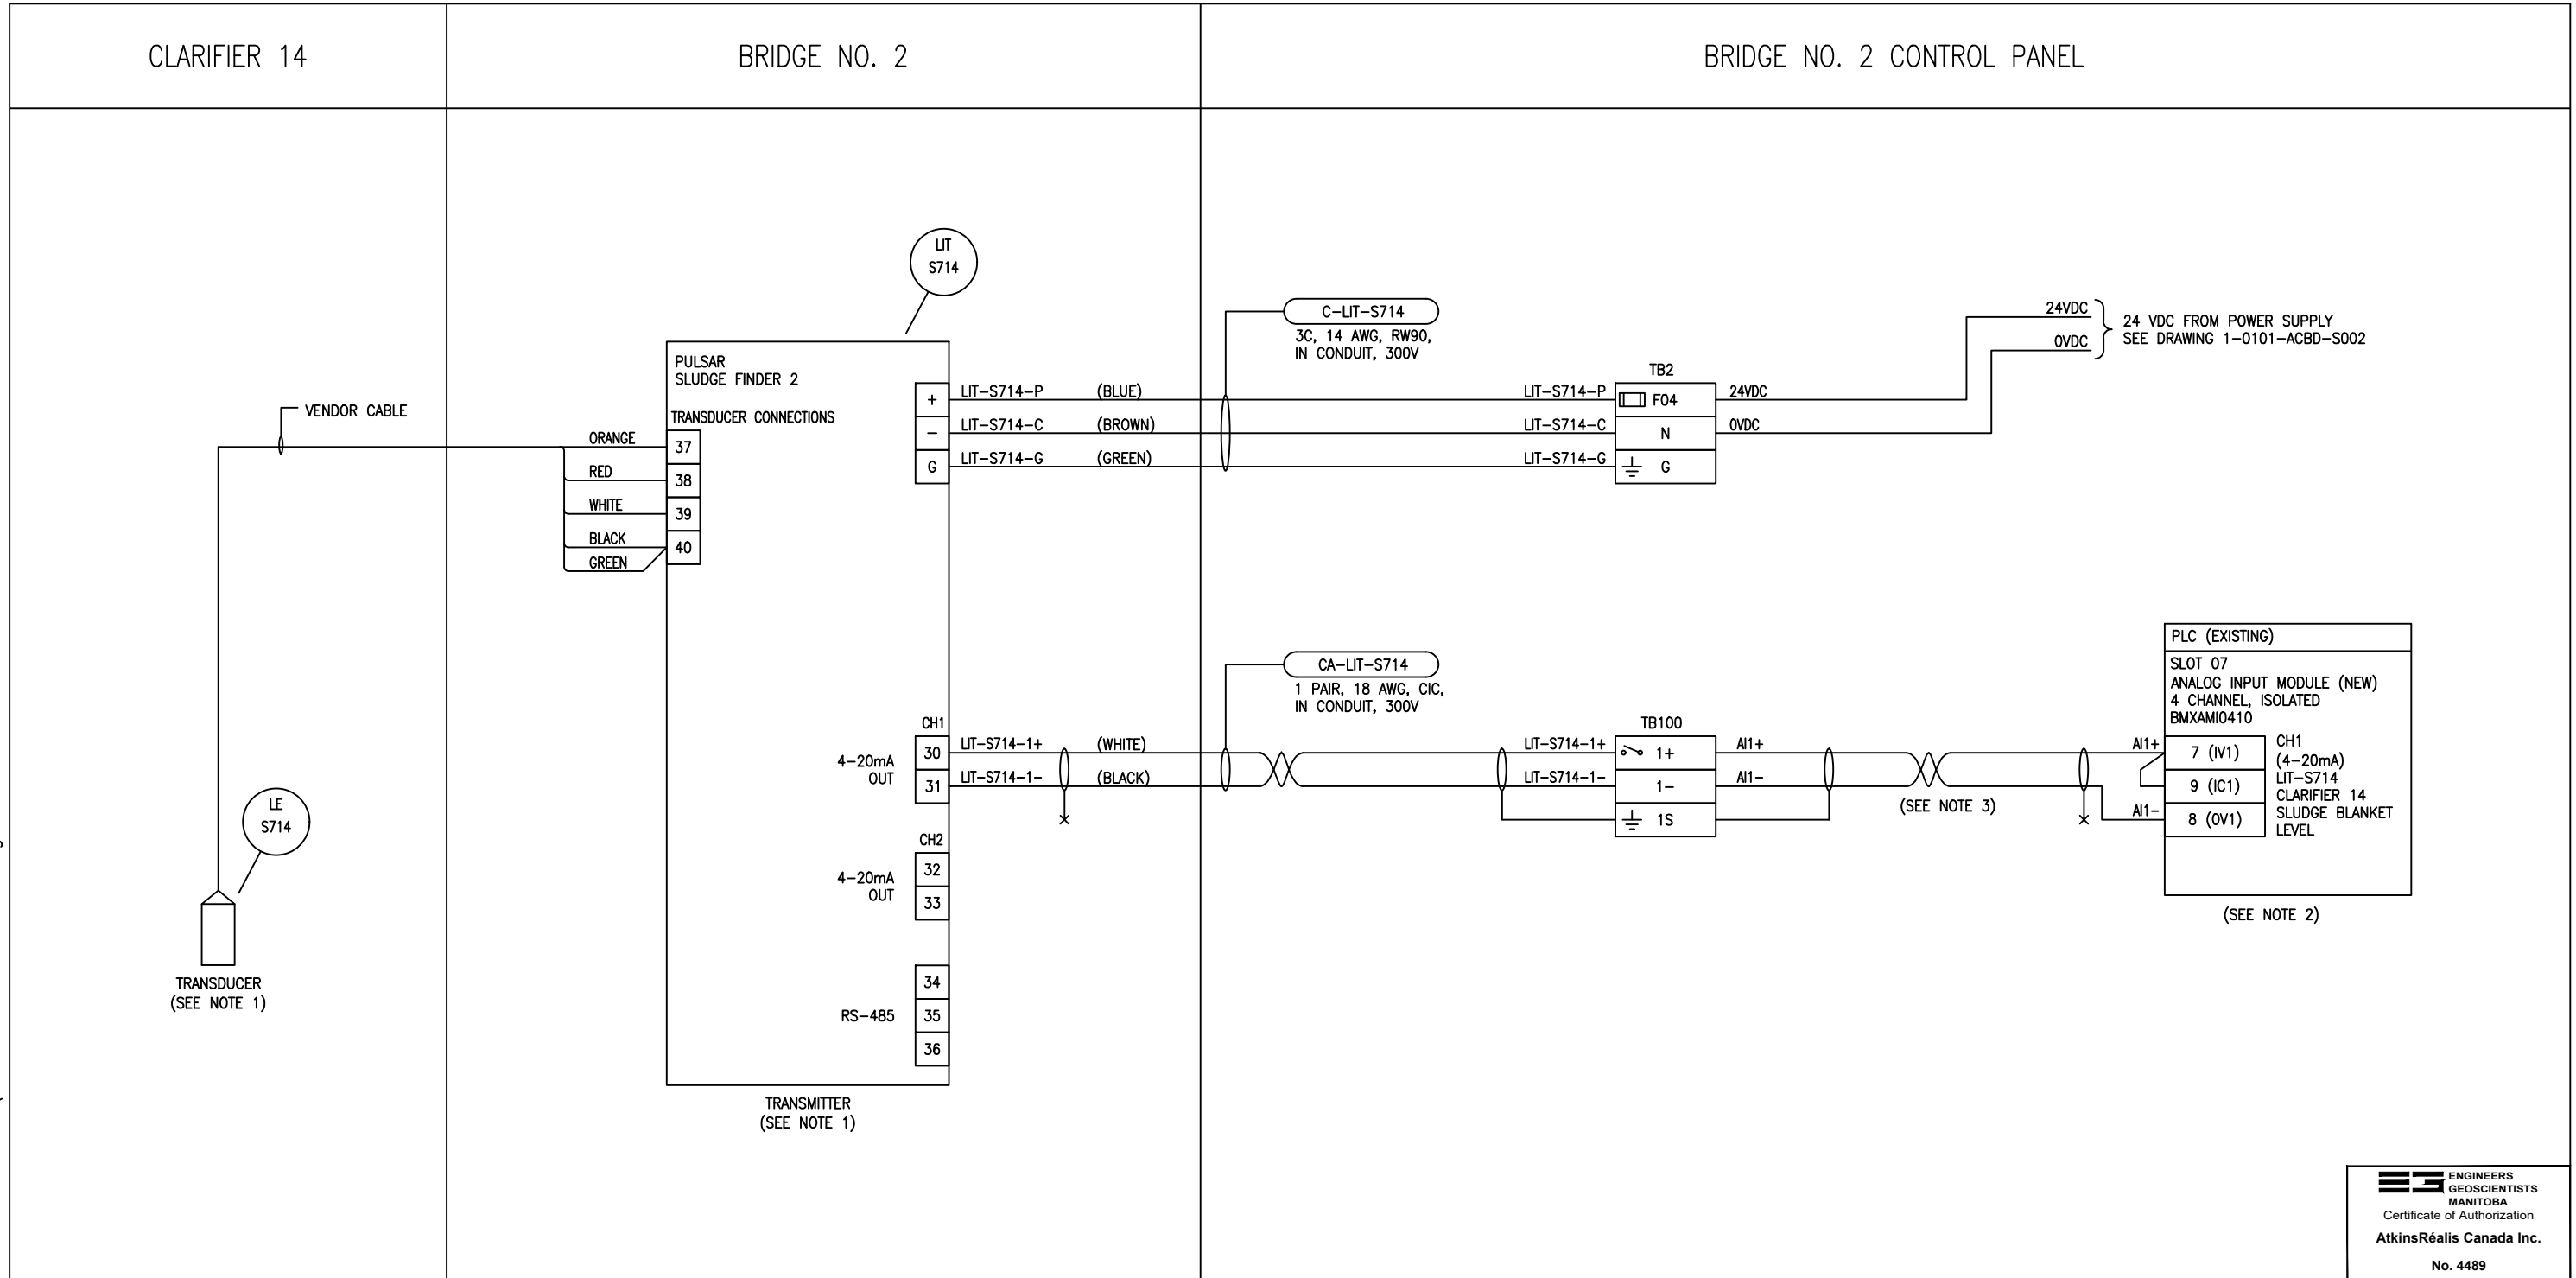 CLARIFIER 14
BRIDGE NO. 2
BRIDGE NO. 2 CONTROL PANEL
LIT
S714
VENDOR CABLE
PULSAR
SLUDGE FINDER 2
TRANSDUCER CONNECTIONS
ORANGE
37
RED
38
WHITE
39
BLACK
40
GREEN
+
LIT-S714-P
(BLUE)
-
LIT-S714-C
(BROWN)
G
LIT-S714-G
(GREEN)
C-LIT-S714
3C, 14 AWG, RW90,
IN CONDUIT, 300V
TB2
LIT-S714-P
F04
24VDC
LIT-S714-C
N
0VDC
LIT-S714-G
G
24VDC
0VDC
24 VDC FROM POWER SUPPLY
SEE DRAWING 1-0101-ACBD-S002
CH1
4-20mA
OUT
30
LIT-S714-1+
(WHITE)
31
LIT-S714-1-
(BLACK)
CH2
4-20mA
OUT
32
33
RS-485
34
35
36
TRANSMITTER
(SEE NOTE 1)
LE
S714
TRANSDUCER
(SEE NOTE 1)
CA-LIT-S714
1 PAIR, 18 AWG, CIC,
IN CONDUIT, 300V
TB100
LIT-S714-1+
1+
AI1+
LIT-S714-1-
1-
AI1-
1S
(SEE NOTE 3)
PLC (EXISTING)
SLOT 07
ANALOG INPUT MODULE (NEW)
4 CHANNEL, ISOLATED
BMXAMI0410
AI1+
7 (IV1)
9 (IC1)
AI1-
8 (0V1)
CH1
(4-20mA)
LIT-S714
CLARIFIER 14
SLUDGE BLANKET
LEVEL
(SEE NOTE 2)
ENGINEERS
GEOSCIENTISTS
MANITOBA
Certificate of Authorization
AtkinsRéalis Canada Inc.
No. 4489